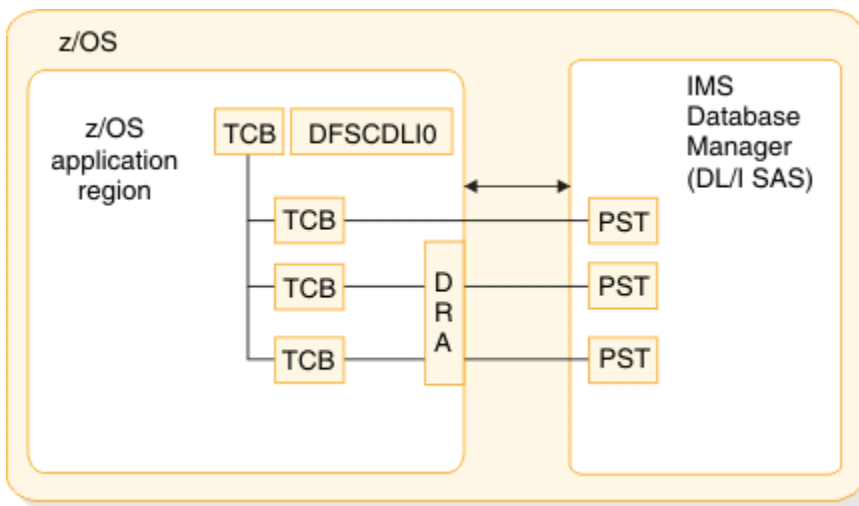 z/OS
z/OS
application
region
TCB
DFSCDLI0
IMS
Database
Manager
(DL/I SAS)
TCB
PST
TCB
D
R
A
PST
TCB
PST